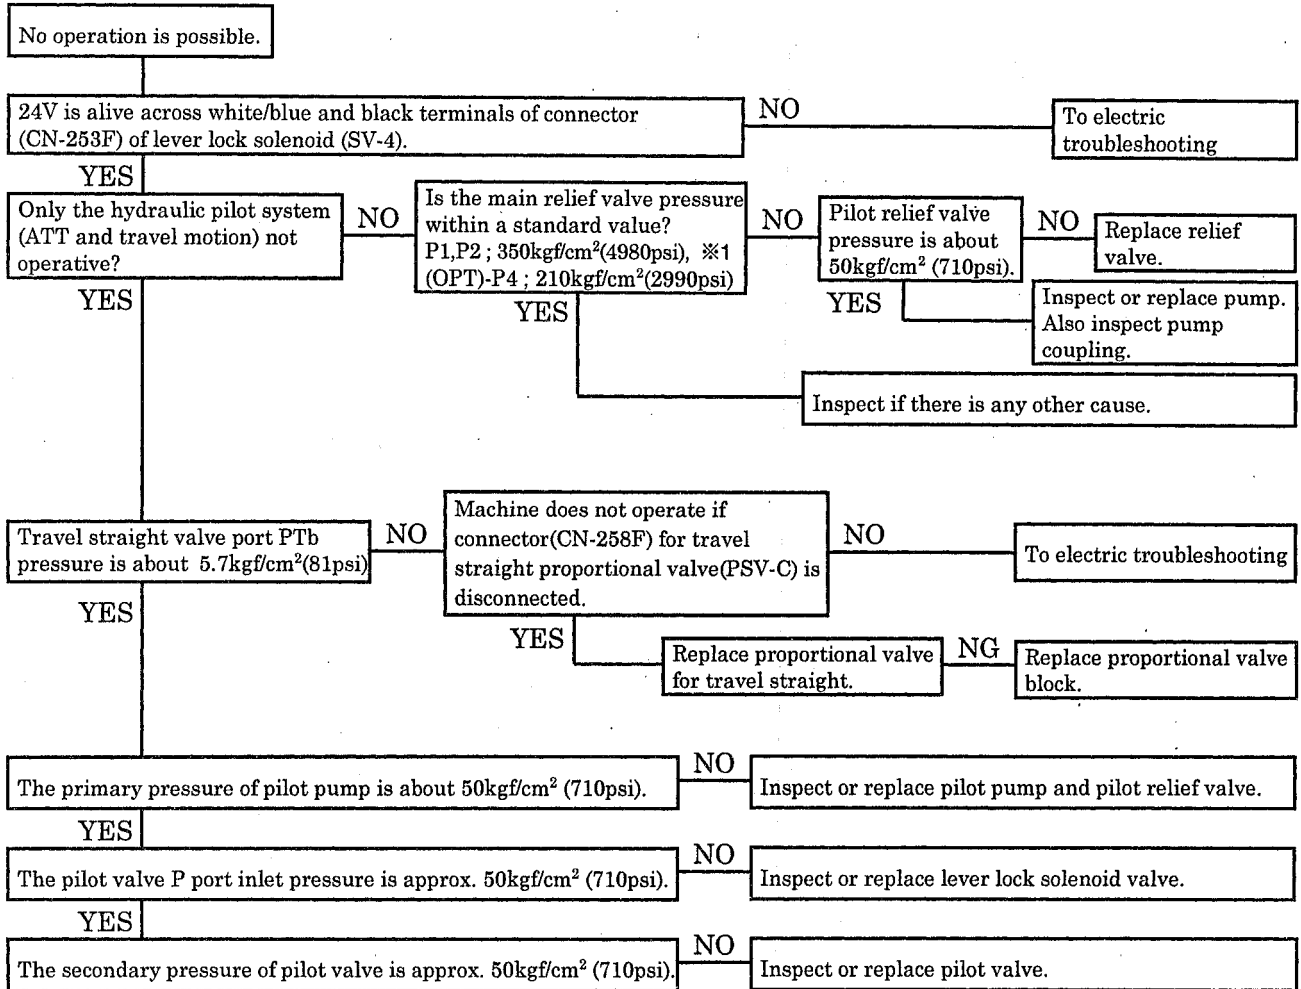 No operation is possible.
24V is alive across white/blue and black terminals of connector
(CN-253F) of lever lock solenoid (SV-4).
NO
To electric
troubleshooting
YES
Only the hydraulic pilot system
(ATT and travel motion) not
operative?
NO
Is the main relief valve pressure
within a standard value?
P1,P2 ; 350kgf/cm²(4980psi), ※1
(OPT)-P4 ; 210kgf/cm²(2990psi)
NO
Pilot relief valve
pressure is about
50kgf/cm² (710psi).
NO
Replace relief
valve.
YES
YES
YES
Inspect or replace pump.
Also inspect pump
coupling.
Inspect if there is any other cause.
Travel straight valve port PTb
pressure is about 5.7kgf/cm²(81psi)
NO
Machine does not operate if
connector(CN-258F) for travel
straight proportional valve(PSV-C) is
disconnected.
NO
To electric troubleshooting
YES
YES
Replace proportional valve
for travel straight.
NG
Replace proportional valve
block.
The primary pressure of pilot pump is about 50kgf/cm² (710psi).
NO
Inspect or replace pilot pump and pilot relief valve.
YES
The pilot valve P port inlet pressure is approx. 50kgf/cm² (710psi).
NO
Inspect or replace lever lock solenoid valve.
YES
The secondary pressure of pilot valve is approx. 50kgf/cm² (710psi).
NO
Inspect or replace pilot valve.